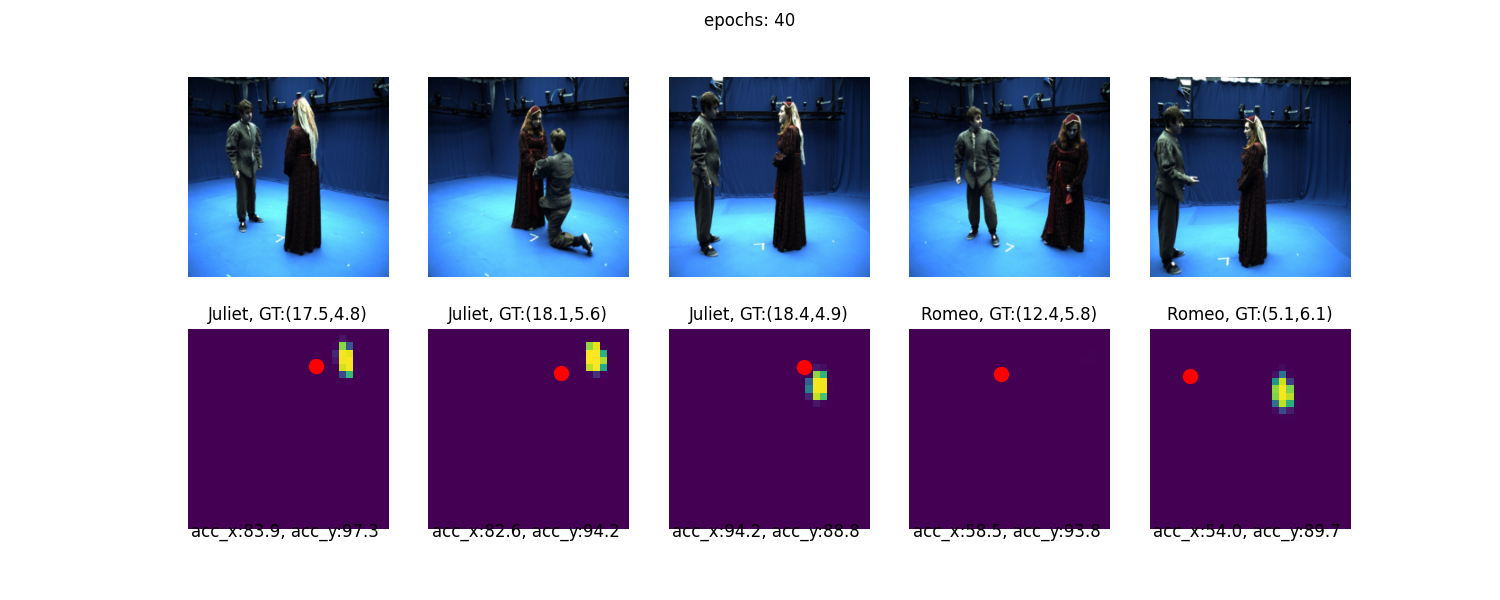 epochs: 40
Juliet, GT:(17.5,4.8)
Juliet, GT:(18.1,5.6)
Juliet, GT:(18.4,4.9)
Romeo, GT:(12.4,5.8)
Romeo, GT:(5.1,6.1)
acc_x:83.9, acc_y:97.3
acc_x:82.6, acc_y:94.2
acc_x:94.2, acc_y:88.8
acc_x:58.5, acc_y:93.8
acc_x:54.0, acc_y:89.7